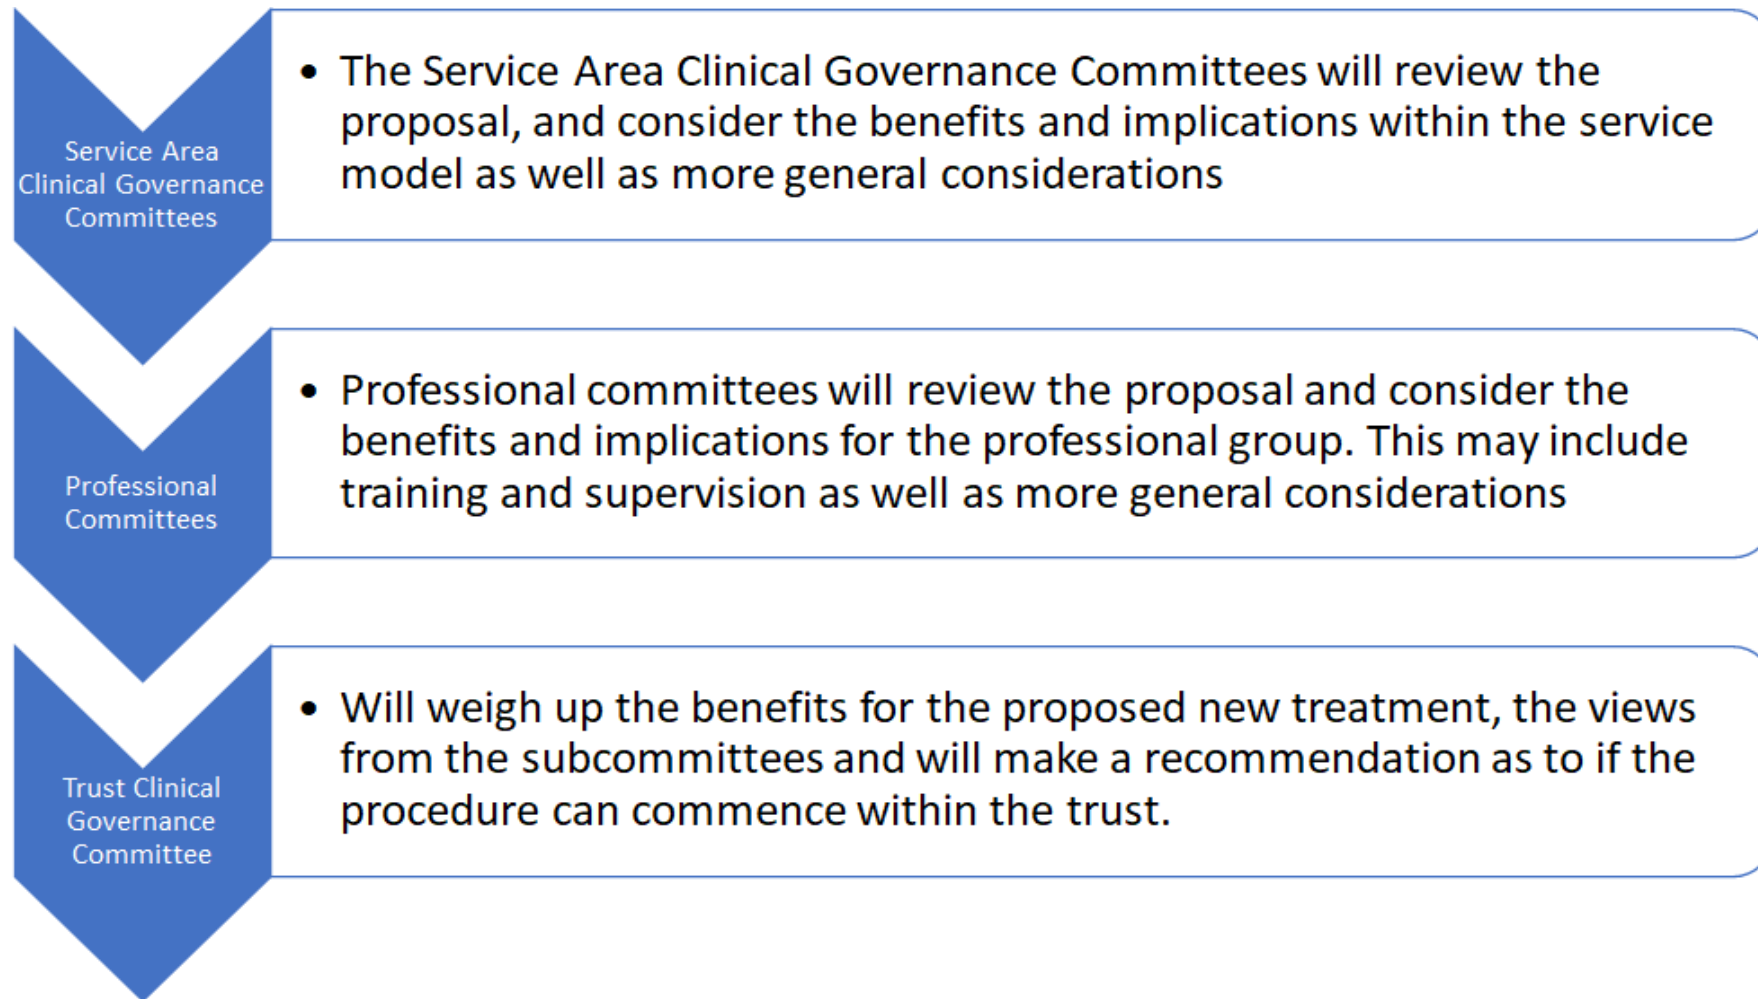 Service Area
Clinical Governance
Committees
• The Service Area Clinical Governance Committees will review the
proposal, and consider the benefits and implications within the service
model as well as more general considerations
Professional
Committees
• Professional committees will review the proposal and consider the
benefits and implications for the professional group. This may include
training and supervision as well as more general considerations
Trust Clinical
Governance
Committee
• Will weigh up the benefits for the proposed new treatment, the views
from the subcommittees and will make a recommendation as to if the
procedure can commence within the trust.